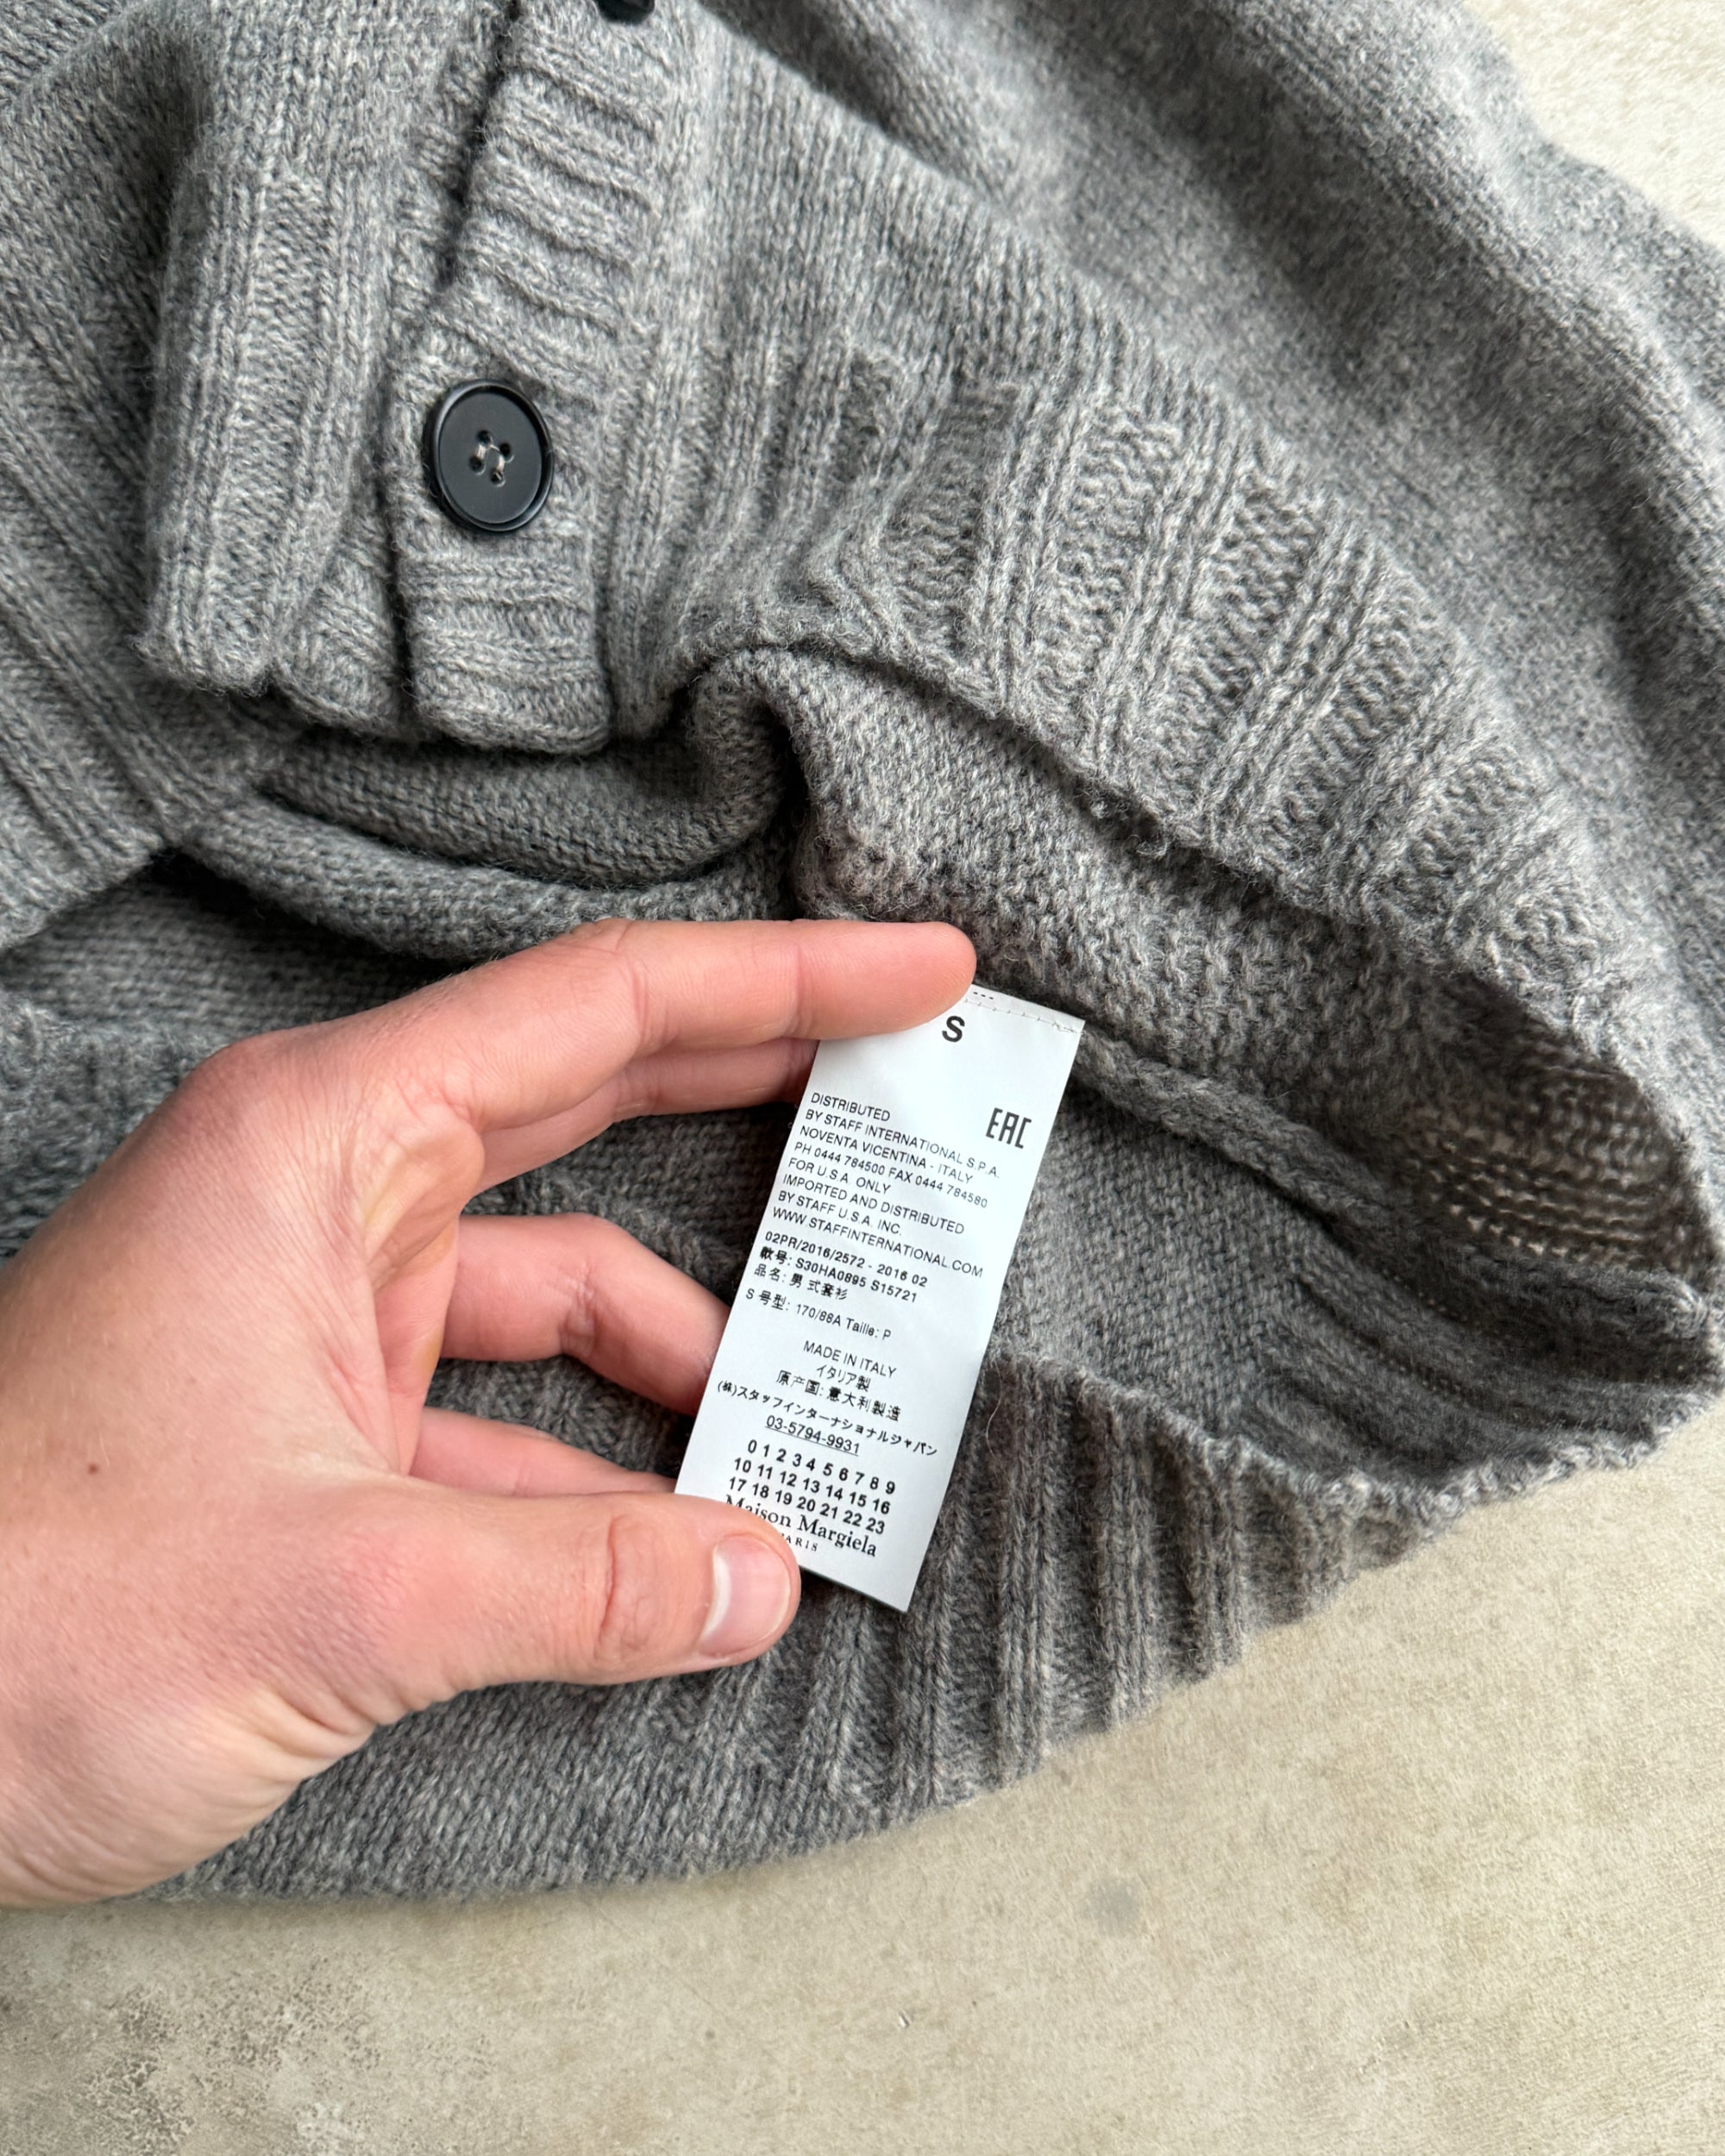 S
EAC
DISTRIBUTED
BY STAFF INTERNATIONAL S.P.A.
NOVENTA VICENTINA - ITALY
PH 0444 784500 FAX 0444 784580
FOR U.S.A. ONLY
IMPORTED AND DISTRIBUTED
BY STAFF U.S.A. INC.
WWW.STAFFINTERNATIONAL.COM
02PR/2016/2572 - 2016 02
款号: S30HA0895 S15721
品名: 男 式套衫
S 号型: 170/88A Taille: P
MADE IN ITALY
イタリア製
原产国: 意大利製造
(株)スタッフインターナショナルジャパン
03-5794-9931
0 1 2 3 4 5 6 7 8 9
10 11 12 13 14 15 16
17 18 19 20 21 22 23
Maison Margiela
PARIS